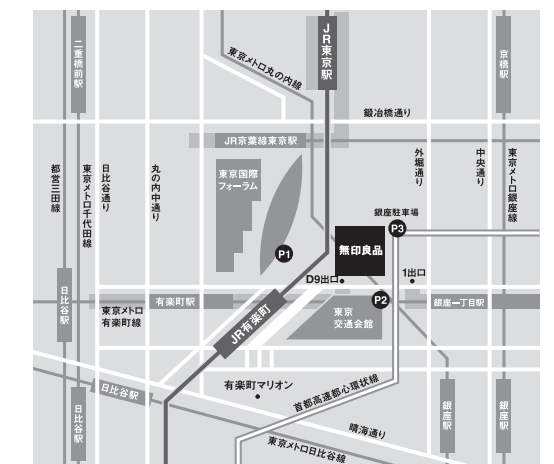 二重橋前駅
JR東京駅
京橋駅
東京メトロ丸の内線
鍛冶橋通り
JR京葉線東京駅
都営三田線
東京メトロ千代田線
日比谷通り
丸の内中通り
東京国際
フォーラム
外堀通り
中央通り
東京メトロ銀座線
銀座駐車場
P3
無印良品
P1
D9出口
1出口
日比谷駅
有楽町駅
P2
銀座一丁目駅
東京メトロ
有楽町線
JR有楽町
東京
交通会館
日比谷駅
有楽町マリオン
首都高速都心環状線
日比谷駅
晴海通り
東京メトロ日比谷線
銀座駅
銀座駅